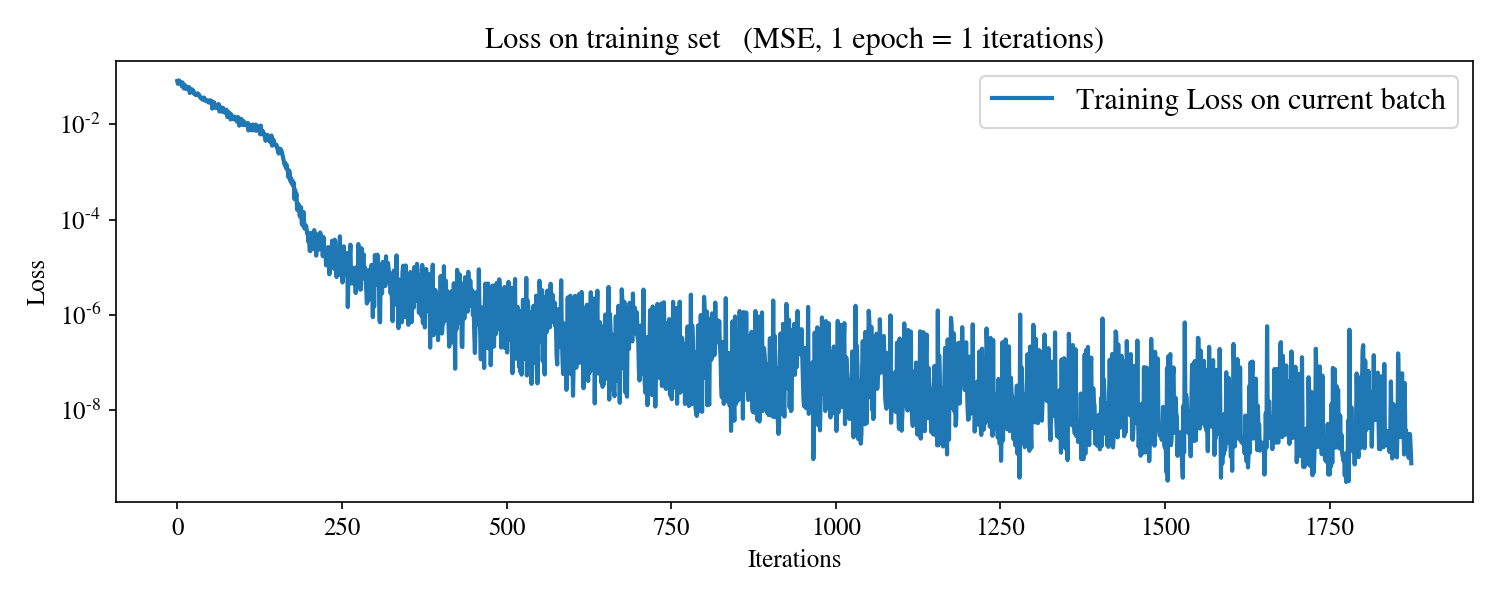 Loss on training set (MSE, 1 epoch = 1 iterations)
Training Loss on current batch
10⁻²
10⁻⁴
10⁻⁶
10⁻⁸
Loss
0 250 500 750 1000 1250 1500 1750
Iterations